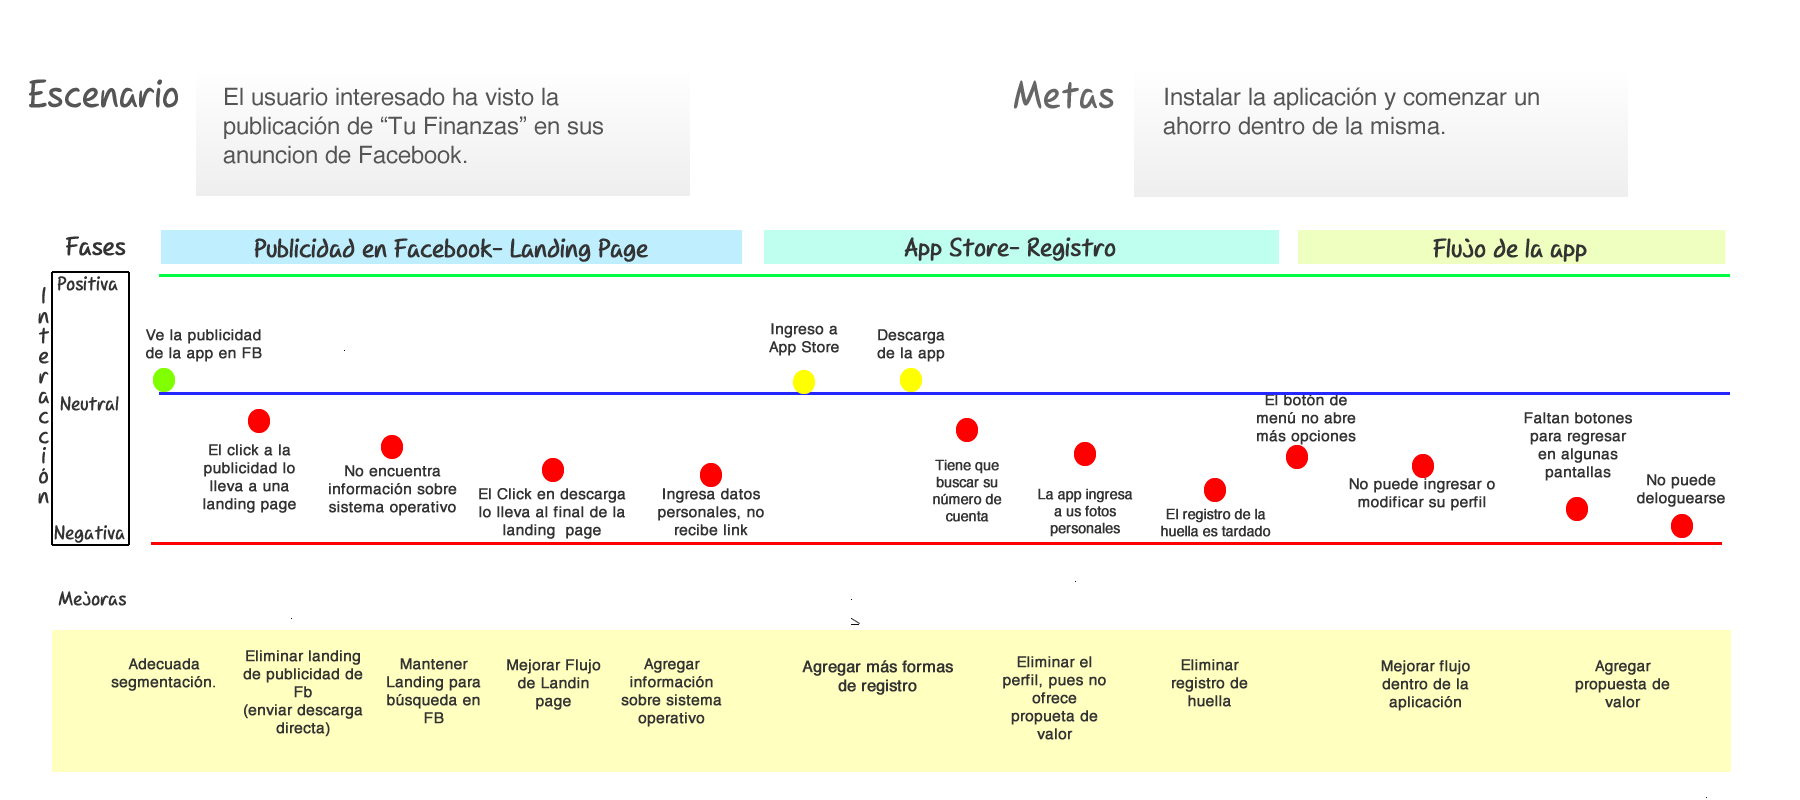 Escenario
El usuario interesado ha visto la
publicación de “Tu Finanzas” en sus
anuncion de Facebook.
Metas
Instalar la aplicación y comenzar un
ahorro dentro de la misma.
Fases
Publicidad en Facebook- Landing Page
App Store- Registro
Flujo de la app
Interacción
Positiva
Neutral
Negativa
Ve la publicidad
de la app en FB
El click a la
publicidad lo
lleva a una
landing page
No encuentra
información sobre
sistema operativo
El Click en descarga
lo lleva al final de la
landing page
Ingresa datos
personales, no
recibe link
Ingreso a
App Store
Descarga
de la app
Tiene que
buscar su
número de
cuenta
La app ingresa
a us fotos
personales
El registro de la
huella es tardado
El botón de
menú no abre
más opciones
No puede ingresar o
modificar su perfil
Faltan botones
para regresar
en algunas
pantallas
No puede
deloguearse
Mejoras
Adecuada
segmentación.
Eliminar landing
de publicidad de
Fb
(enviar descarga
directa)
Mantener
Landing para
búsqueda en
FB
Mejorar Flujo
de Landin
page
Agregar
información
sobre sistema
operativo
Agregar más formas
de registro
Eliminar el
perfil, pues no
ofrece
propueta de
valor
Eliminar
registro de
huella
Mejorar flujo
dentro de la
aplicación
Agregar
propuesta de
valor